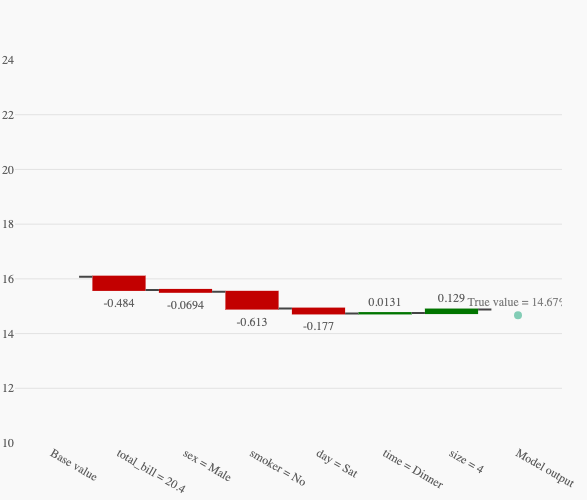 24
22
20
18
16
14
12
10
-0.484
-0.0694
-0.613
-0.177
0.0131
0.129
True value = 14.67%
Base value
total_bill = 20.4
sex = Male
smoker = No
day = Sat
time = Dinner
size = 4
Model output